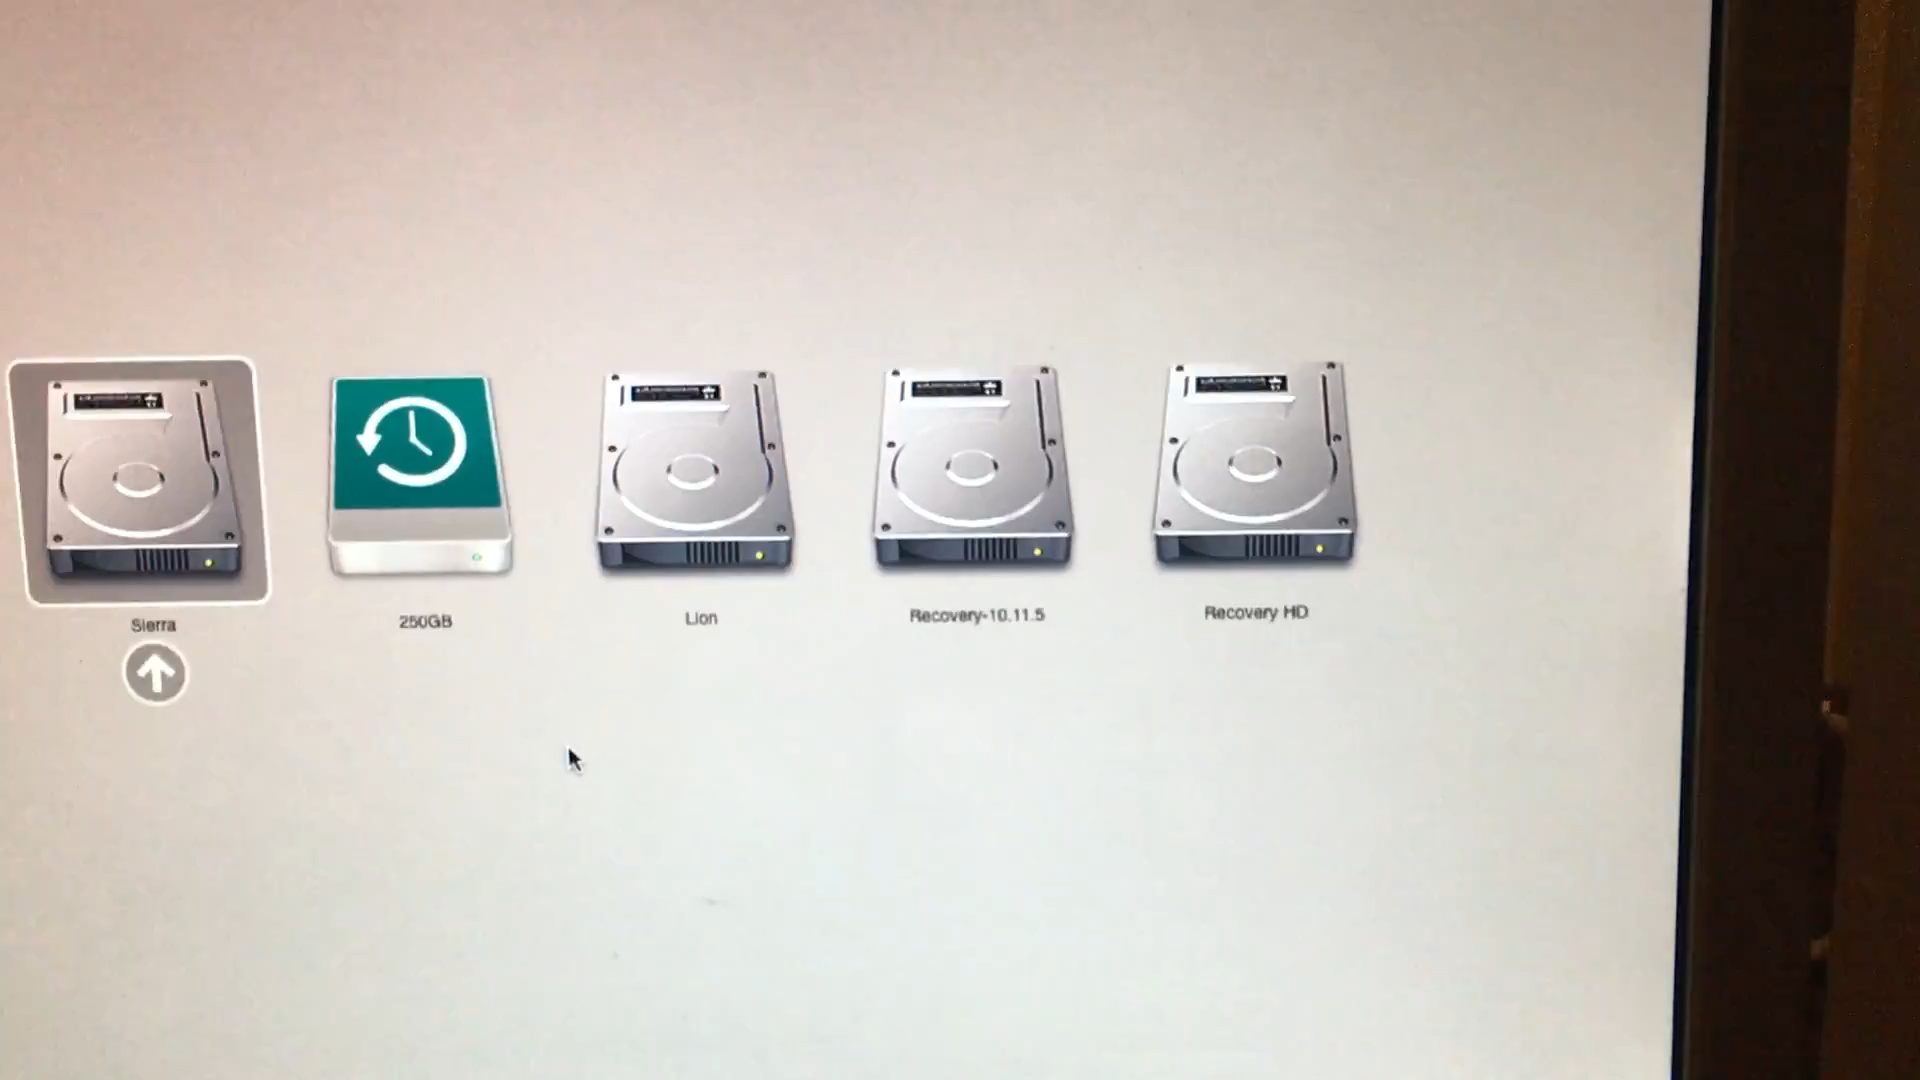 Sierra
250GB
Lion
Recovery-10.11.5
Recovery HD